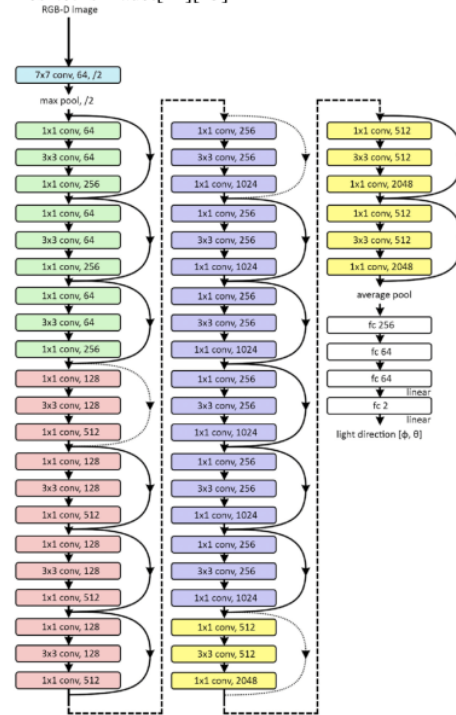 RGB-D Image
7x7 conv, 64, /2
max pool, /2
1x1 conv, 64
3x3 conv, 64
1x1 conv, 256
1x1 conv, 64
3x3 conv, 64
1x1 conv, 256
1x1 conv, 64
3x3 conv, 64
1x1 conv, 256
1x1 conv, 128
3x3 conv, 128
1x1 conv, 512
1x1 conv, 128
3x3 conv, 128
1x1 conv, 512
1x1 conv, 128
3x3 conv, 128
1x1 conv, 512
1x1 conv, 128
3x3 conv, 128
1x1 conv, 512
1x1 conv, 256
3x3 conv, 256
1x1 conv, 1024
1x1 conv, 256
3x3 conv, 256
1x1 conv, 1024
1x1 conv, 256
3x3 conv, 256
1x1 conv, 1024
1x1 conv, 256
3x3 conv, 256
1x1 conv, 1024
1x1 conv, 256
3x3 conv, 256
1x1 conv, 1024
1x1 conv, 256
3x3 conv, 256
1x1 conv, 1024
1x1 conv, 512
3x3 conv, 512
1x1 conv, 2048
1x1 conv, 512
3x3 conv, 512
1x1 conv, 2048
1x1 conv, 512
3x3 conv, 512
1x1 conv, 2048
average pool
fc 256
fc 64
fc 64
linear
fc 2
linear
light direction [ϕ, θ]